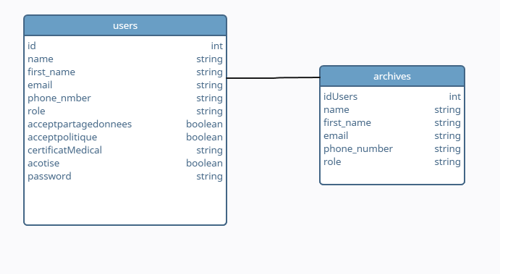 users
id int
name string
first_name string
email string
phone_nmber string
role string
acceptpartagedonnees boolean
acceptpolitique boolean
certificatMedical string
acotise boolean
password string
archives
idUsers int
name string
first_name string
email string
phone_number string
role string